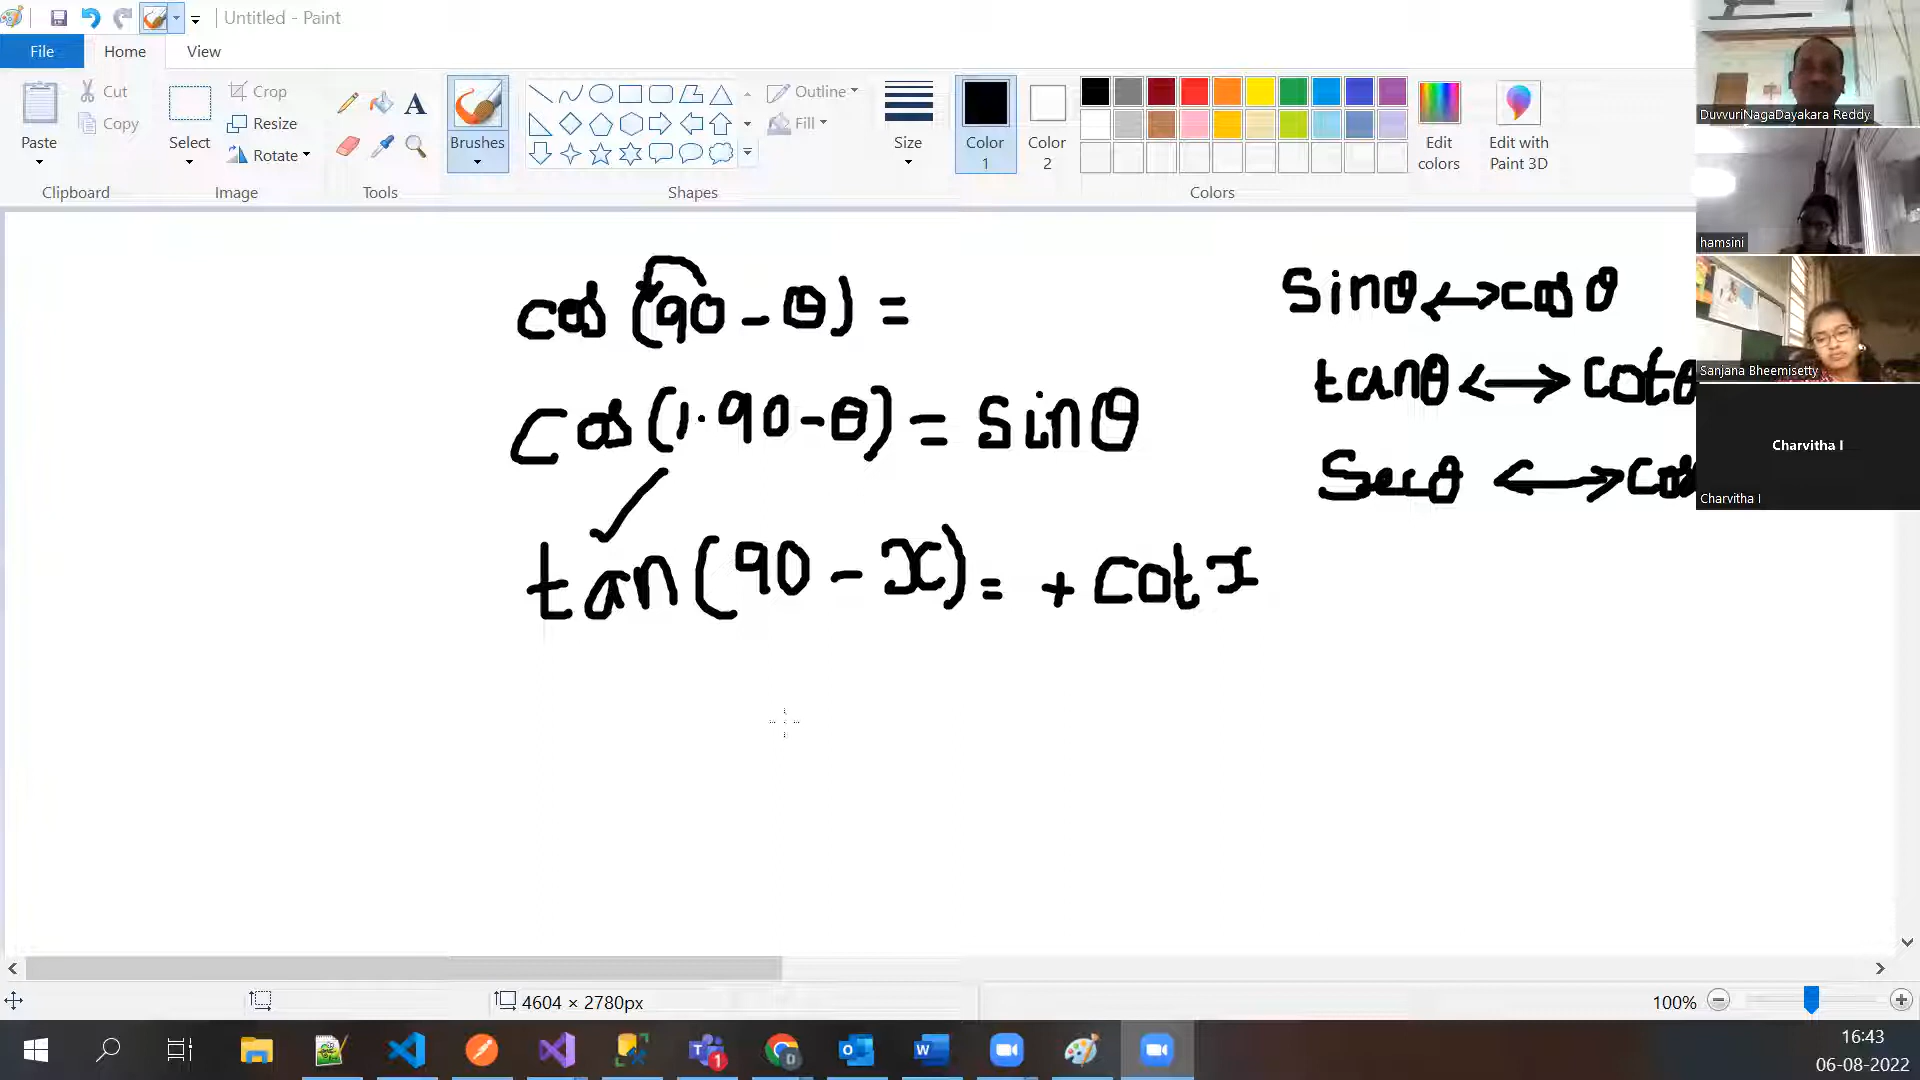 Untitled - Paint
File Home View
Paste Cut Copy
Clipboard
Select Crop Resize Rotate
Image
Tools
Brushes
Outline Fill
Shapes
Size
Color 1
Color 2
Colors
Edit colors
Edit with Paint 3D
DuvvuriNagaDayakara Reddy
hamsini
Sanjana Bheemisetty
Charvitha I
Charvitha I
cos (90 - θ) =
cos (1·90 - θ) = sinθ
tan (90 - x) = + cot x
sinθ ↔ cos θ
tanθ ↔ cotθ
Secθ ↔
4604 × 2780px
100%
16:43
06-08-2022